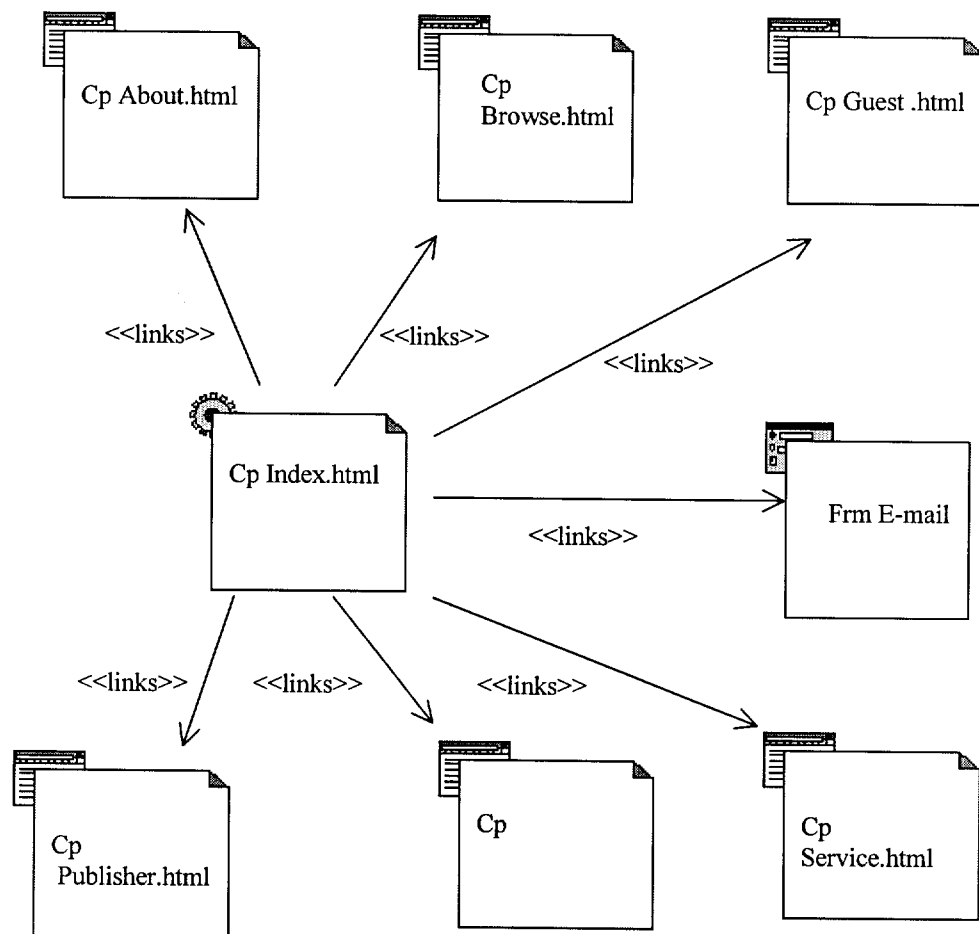 Cp About.html
Cp
Browse.html
Cp Guest .html
<<links>>
<<links>>
<<links>>
Cp Index.html
Frm E-mail
<<links>>
<<links>>
<<links>>
<<links>>
Cp
Publisher.html
Cp
Cp
Service.html